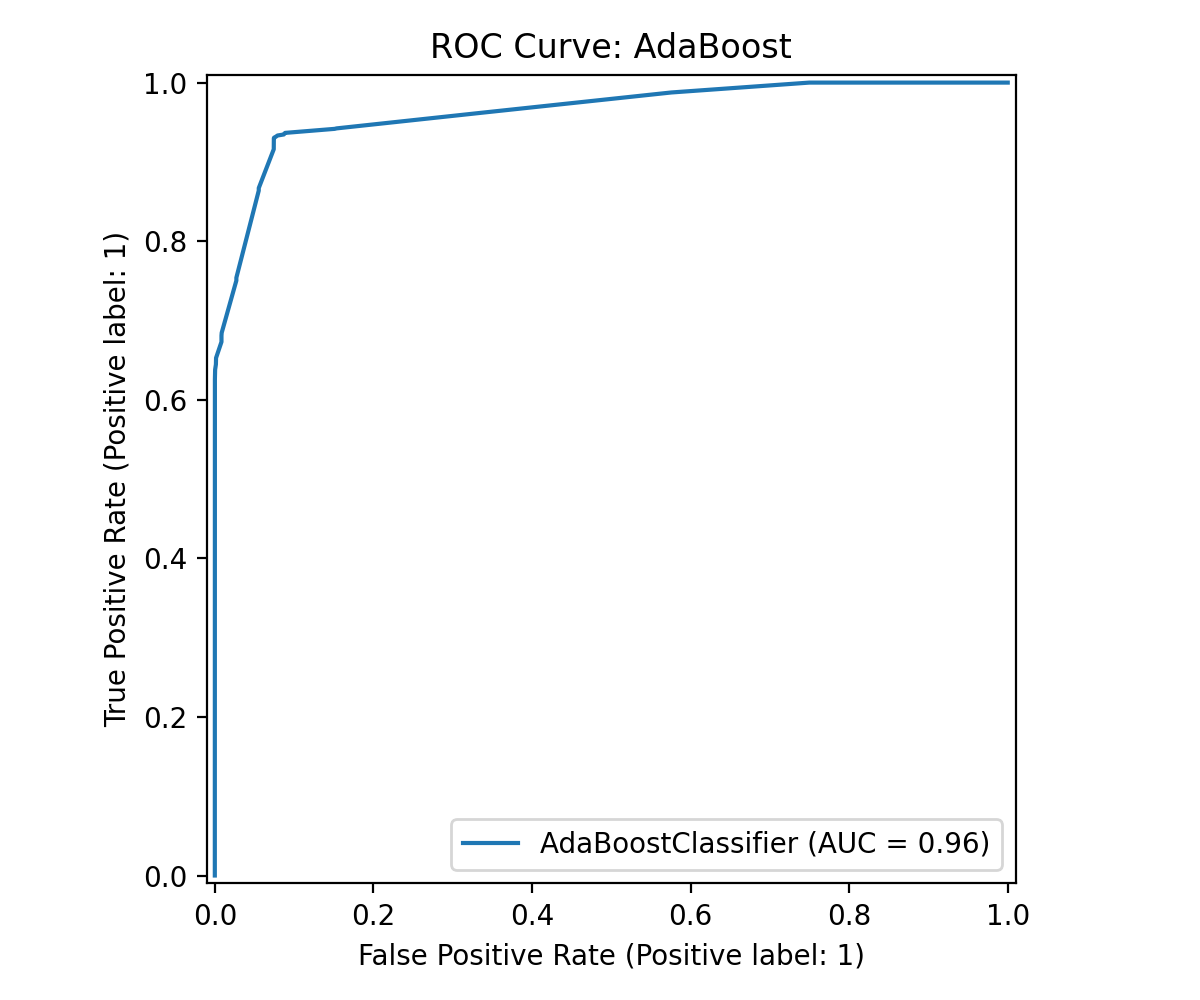 ROC Curve: AdaBoost
True Positive Rate (Positive label: 1)
1.0
0.8
0.6
0.4
0.2
0.0
AdaBoostClassifier (AUC = 0.96)
0.0 0.2 0.4 0.6 0.8 1.0
False Positive Rate (Positive label: 1)